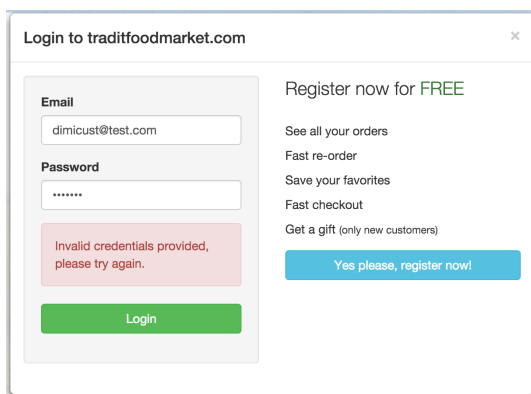 Login to traditfoodmarket.com ×
Email
dimicust@test.com
Password
•••••••
Invalid credentials provided,
please try again.
Login
Register now for FREE
See all your orders
Fast re-order
Save your favorites
Fast checkout
Get a gift (only new customers)
Yes please, register now!